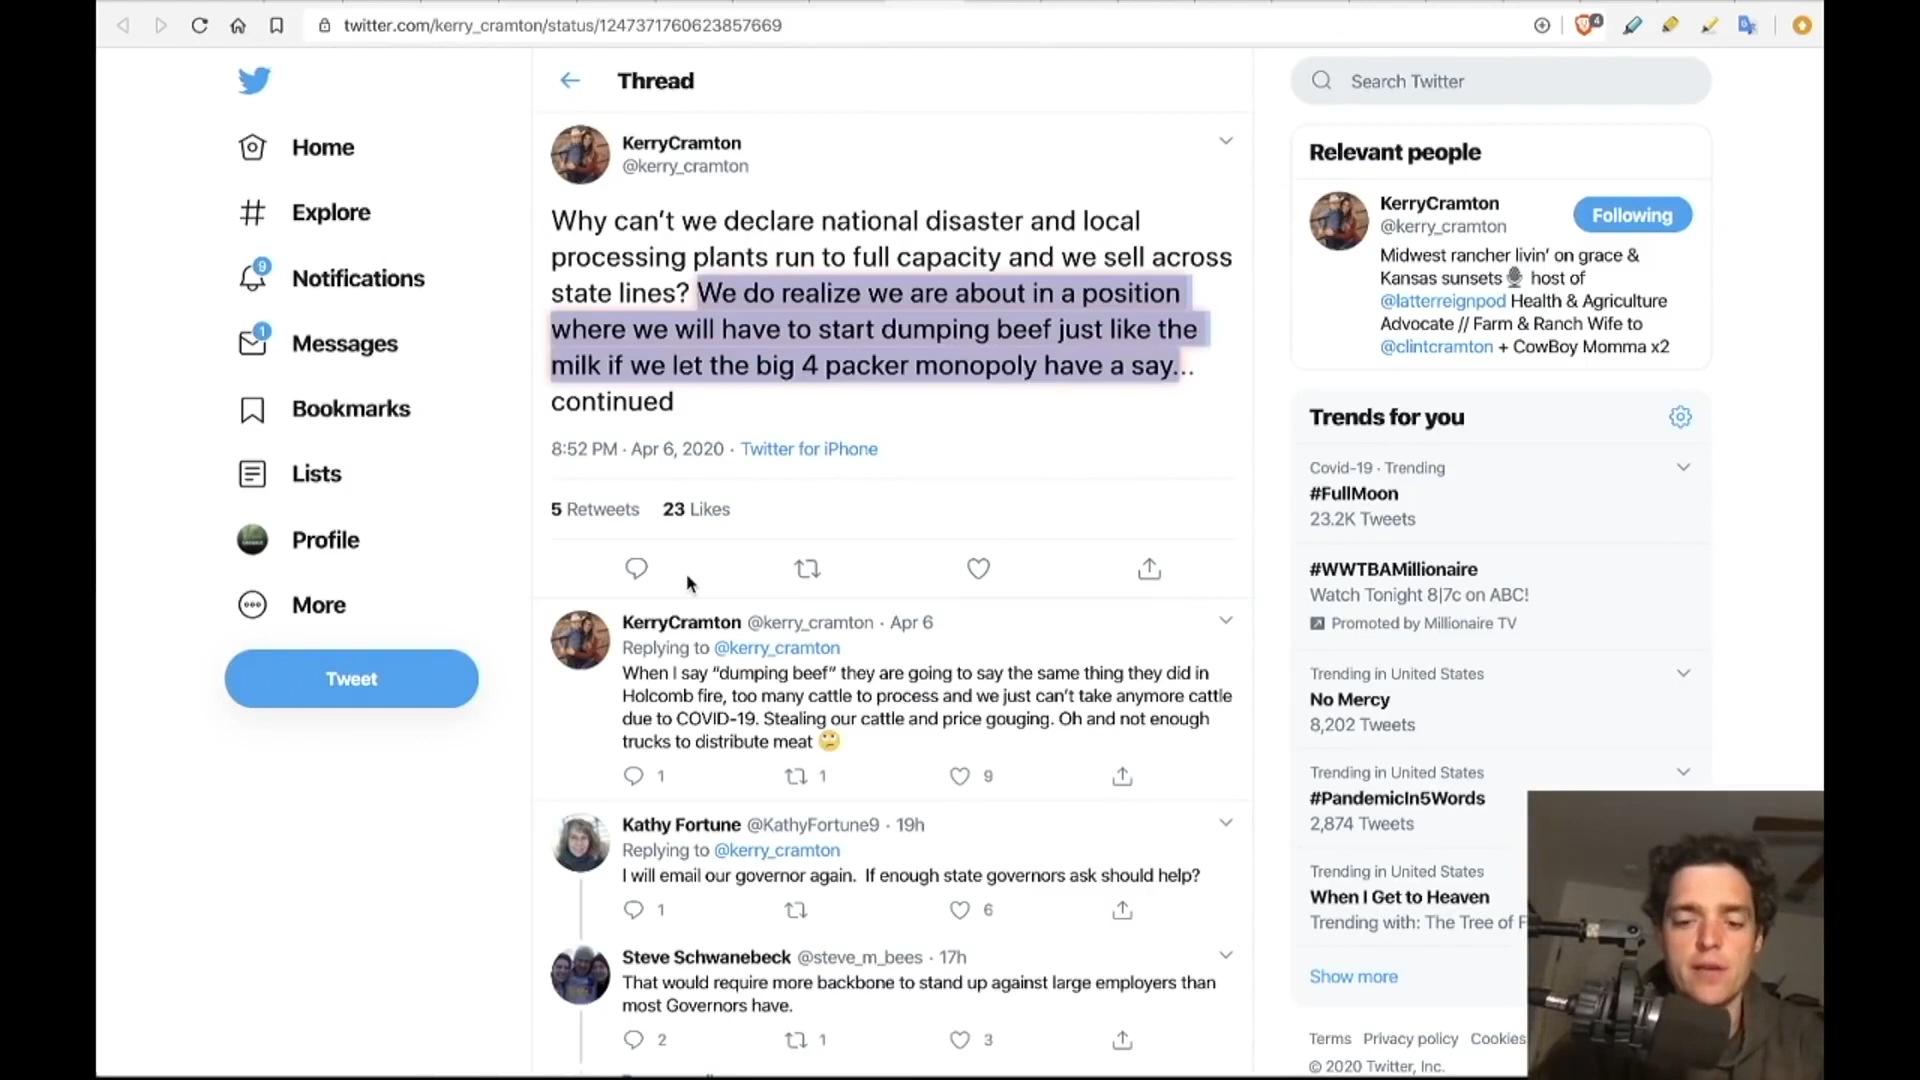 twitter.com/kerry_cramton/status/1247371760623857669
4
Home
Explore
9
Notifications
1
Messages
Bookmarks
Lists
Profile
More
Tweet
Thread
KerryCramton
@kerry_cramton
Why can't we declare national disaster and local
processing plants run to full capacity and we sell across
state lines? We do realize we are about in a position
where we will have to start dumping beef just like the
milk if we let the big 4 packer monopoly have a say...
continued
8:52 PM · Apr 6, 2020 · Twitter for iPhone
5 Retweets 23 Likes
KerryCramton @kerry_cramton · Apr 6
Replying to @kerry_cramton
When I say “dumping beef” they are going to say the same thing they did in
Holcomb fire, too many cattle to process and we just can't take anymore cattle
due to COVID-19. Stealing our cattle and price gouging. Oh and not enough
trucks to distribute meat 🙄
1 1 9
Kathy Fortune @KathyFortune9 · 19h
Replying to @kerry_cramton
I will email our governor again. If enough state governors ask should help?
1 6
Steve Schwanebeck @steve_m_bees · 17h
That would require more backbone to stand up against large employers than
most Governors have.
2 1 3
Search Twitter
Relevant people
KerryCramton
@kerry_cramton
Following
Midwest rancher livin' on grace &
Kansas sunsets 🎙 host of
@latterreignpod Health & Agriculture
Advocate // Farm & Ranch Wife to
@clintcramton + CowBoy Momma x2
Trends for you
Covid-19 · Trending
#FullMoon
23.2K Tweets
#WWTBAMillionaire
Watch Tonight 8|7c on ABC!
Promoted by Millionaire TV
Trending in United States
No Mercy
8,202 Tweets
Trending in United States
#PandemicIn5Words
2,874 Tweets
Trending in United States
When I Get to Heaven
Trending with: The Tree of
Show more
Terms Privacy policy Cookies
© 2020 Twitter, Inc.